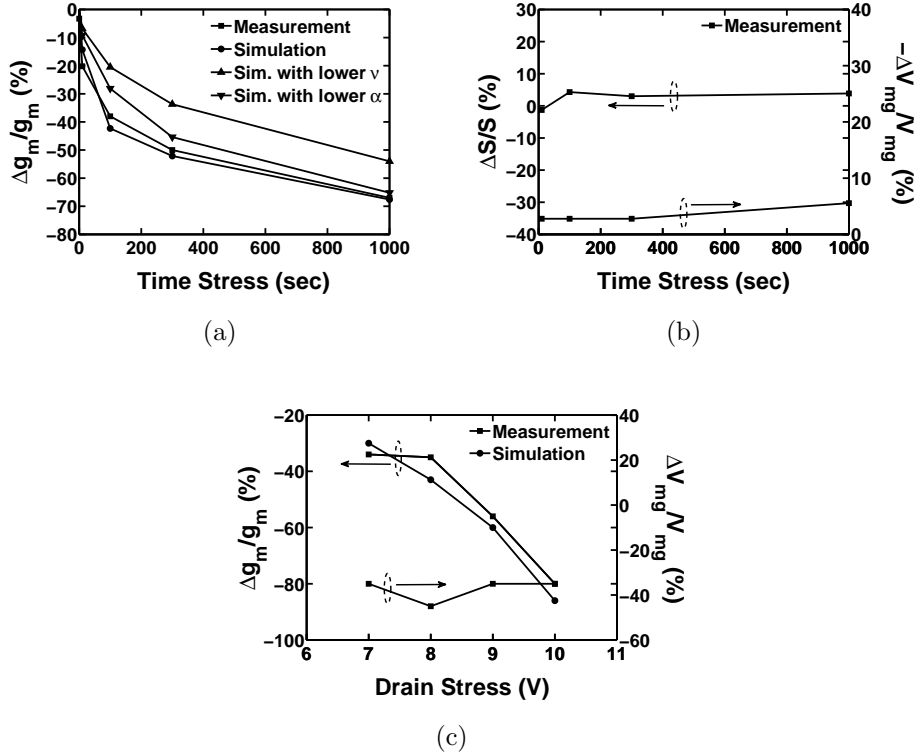 Δg_m/g_m (%)
0
−10
−20
−30
−40
−50
−60
−70
−80
0 200 400 600 800 1000
Time Stress (sec)
Measurement
Simulation
Sim. with lower ν
Sim. with lower α
(a)
ΔS/S (%)
30
20
10
0
−10
−20
−30
−40
0 200 400 600 800 1000
Time Stress (sec)
Measurement
40
30
20
10
0
−ΔV_mg/V_mg (%)
(b)
Δg_m/g_m (%)
−20
−40
−60
−80
−100
6 7 8 9 10 11
Drain Stress (V)
Measurement
Simulation
40
20
0
−20
−40
−60
ΔV_mg/V_mg (%)
(c)